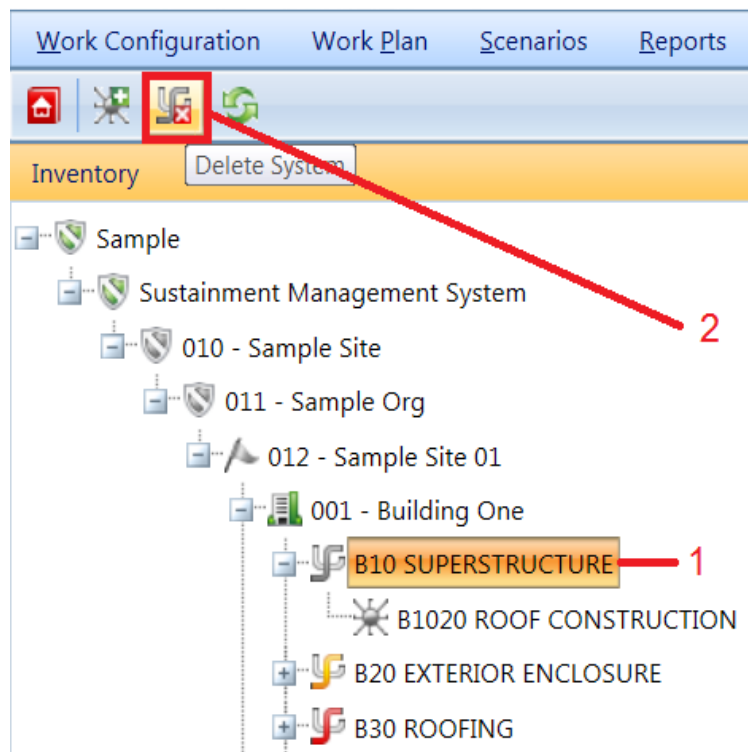 Work Configuration Work Plan Scenarios Reports
Delete System
Inventory
Sample
Sustainment Management System
2
010 - Sample Site
011 - Sample Org
012 - Sample Site 01
001 - Building One
B10 SUPERSTRUCTURE 1
B1020 ROOF CONSTRUCTION
B20 EXTERIOR ENCLOSURE
B30 ROOFING